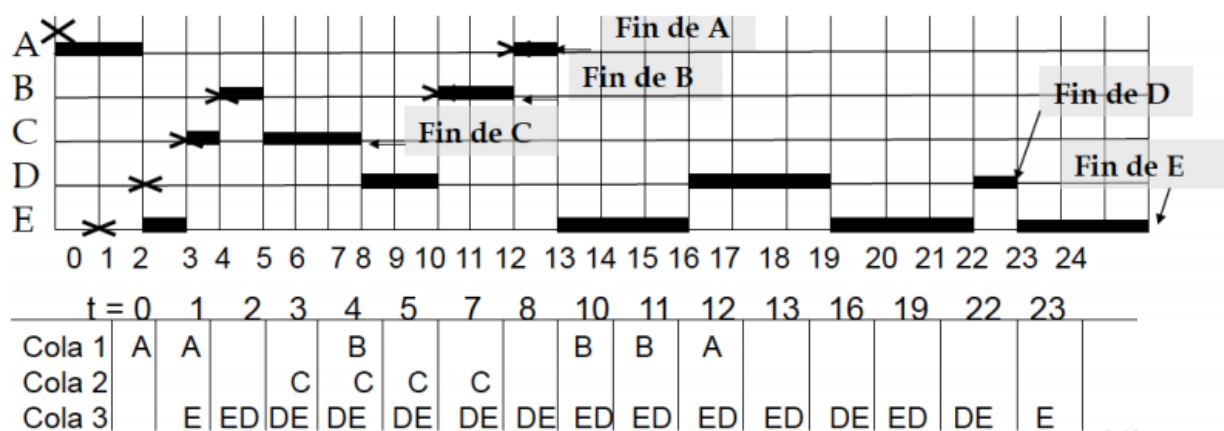 Fin de A
A
Fin de B
B
Fin de D
Fin de C
C
Fin de E
D
E
0 1 2 3 4 5 6 7 8 9 10 11 12 13 14 15 16 17 18 19 20 21 22 23 24
t = 0 1 2 3 4 5 7 8 10 11 12 13 16 19 22 23
Cola 1 A A B B B A
Cola 2 C C C C
Cola 3 E ED DE DE DE DE DE ED ED ED ED DE ED DE E